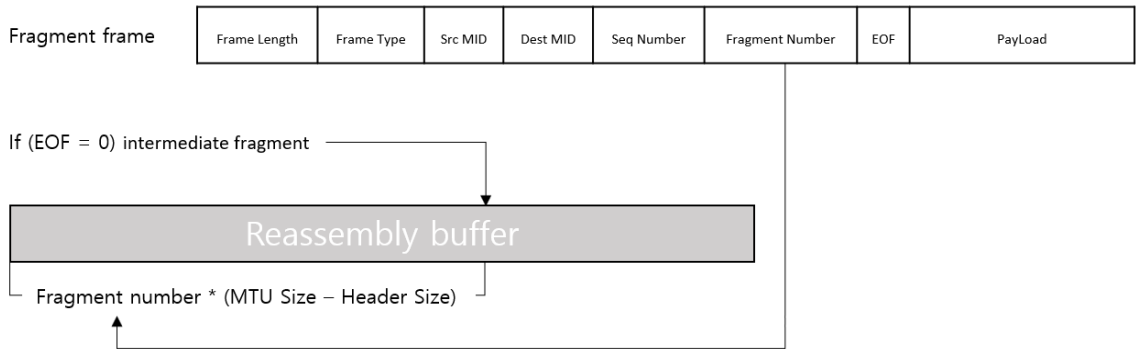 Fragment frame
Frame Length Frame Type Src MID Dest MID Seq Number Fragment Number EOF PayLoad
If (EOF = 0) intermediate fragment
Reassembly buffer
Fragment number * (MTU Size – Header Size)